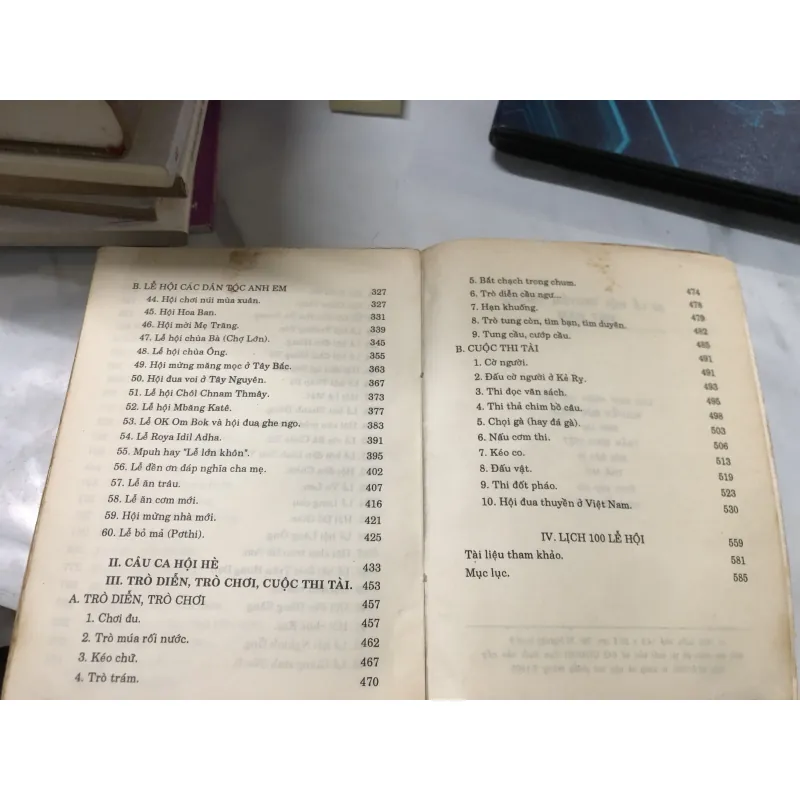 B. LỄ HỘI CÁC DÂN TỘC ANH EM 327
44. Hội chơi núi mùa xuân. 327
45. Hội Hoa Ban. 331
46. Hội mời Mẹ Trăng. 339
47. Lễ hội chùa Bà (Chợ Lớn). 345
48. Lễ hội chùa Ông. 355
49. Hội mừng măng mọc ở Tây Bắc. 363
50. Hội đua voi ở Tây Nguyên. 367
51. Lễ hội Chôl Chnam Thmây. 373
52. Lễ hội Mbăng Katê. 377
53. Lễ OK Om Bok và hội đua ghe ngo. 383
54. Lễ Roya Idil Adha. 391
55. Mpuh hay "Lễ lớn khôn". 395
56. Lễ đền ơn đáp nghĩa cha mẹ. 402
57. Lễ ăn trâu. 407
58. Lễ ăn cơm mới. 416
59. Hội mừng nhà mới. 421
60. Lễ bỏ mả (Pơthi). 425
II. CÂU CA HỘI HÈ 433
III. TRÒ DIỄN, TRÒ CHƠI, CUỘC THI TÀI. 453
A. TRÒ DIỄN, TRÒ CHƠI 457
1. Chơi đu. 457
2. Trò múa rối nước. 462
3. Kéo chữ. 467
4. Trò trám. 470
5. Bắt chạch trong chum. 474
6. Trò diễn cầu ngư... 476
7. Hạn khuống. 479
8. Trò tung còn, tìm bạn, tìm duyên. 482
9. Tung cầu, cướp cầu. 485
B. CUỘC THI TÀI 491
1. Cờ người. 491
2. Đấu cờ người ở Kẻ Ry. 493
3. Thi đọc văn sách. 495
4. Thi thả chim bồ câu. 498
5. Chọi gà (hay đá gà). 503
6. Nấu cơm thi. 506
7. Kéo co. 513
8. Đấu vật. 519
9. Thi đốt pháo. 523
10. Hội đua thuyền ở Việt Nam. 530
IV. LỊCH 100 LỄ HỘI 559
Tài liệu tham khảo. 581
Mục lục. 585